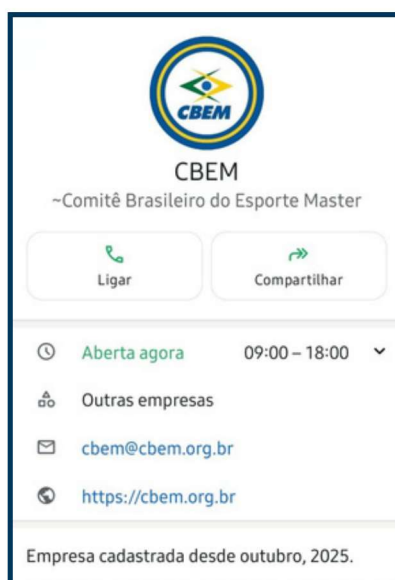 CBEM
CBEM
~Comitê Brasileiro do Esporte Master
Ligar
Compartilhar
Aberta agora 09:00 – 18:00
Outras empresas
cbem@cbem.org.br
https://cbem.org.br
Empresa cadastrada desde outubro, 2025.